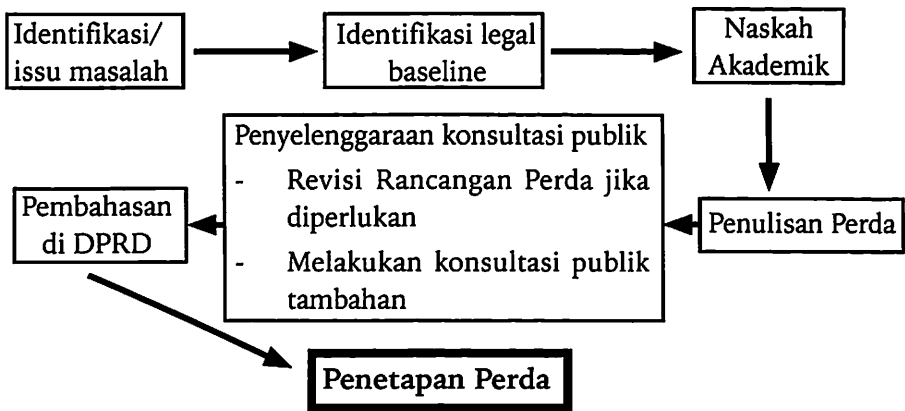 Identifikasi/
issu masalah
Identifikasi legal
baseline
Naskah
Akademik
Penulisan Perda
Penyelenggaraan konsultasi publik
- Revisi Rancangan Perda jika
diperlukan
- Melakukan konsultasi publik
tambahan
Pembahasan
di DPRD
Penetapan Perda